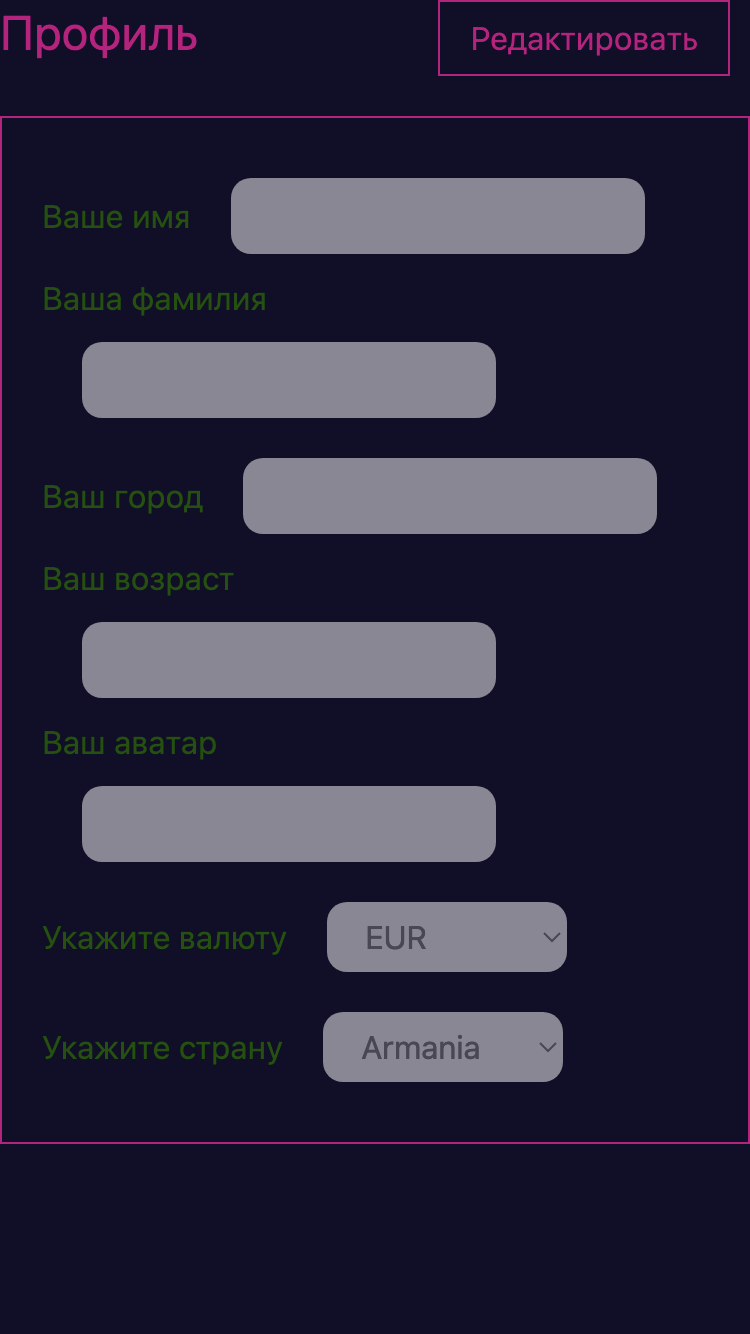 Профиль
Редактировать
Ваше имя
Ваша фамилия
Ваш город
Ваш возраст
Ваш аватар
Укажите валюту EUR
Укажите страну Armania